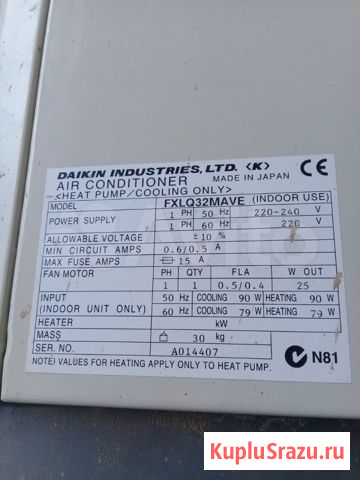 DAIKIN INDUSTRIES, LTD. <K>
AIR CONDITIONER MADE IN JAPAN CE
<HEAT PUMP/COOLING ONLY>
MODEL FXLQ32MAVE (INDOOR USE)
POWER SUPPLY 1 PH 50 Hz 220-240 V
1 PH 60 Hz 220 V
ALLOWABLE VOLTAGE ±10 %
MIN CIRCUIT AMPS 0.6/0.5 A
MAX FUSE AMPS 15 A
FAN MOTOR PH QTY FLA W OUT
1 1 0.5/0.4 25
INPUT 50 Hz COOLING 90 W HEATING 90 W
(INDOOR UNIT ONLY) 60 Hz COOLING 79 W HEATING 79 W
HEATER kW
MASS 30 kg
SER. NO. A014407
N81
NOTE) VALUES FOR HEATING APPLY ONLY TO HEAT PUMP.
KupluSrazu.ru